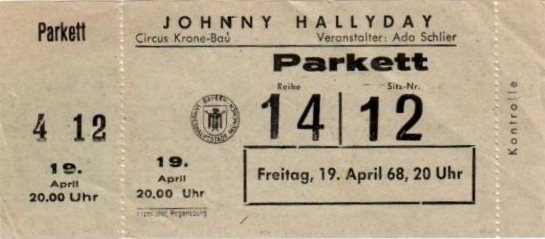 Parkett
4 12
19.
April
20.00 Uhr
JOHNNY HALLYDAY
Circus Krone-Bau
Veranstalter: Ado Schlier
Parkett
Reihe
Sitz-Nr.
14 12
19.
April
20.00 Uhr
Freitag, 19. April 68, 20 Uhr
Kontrolle